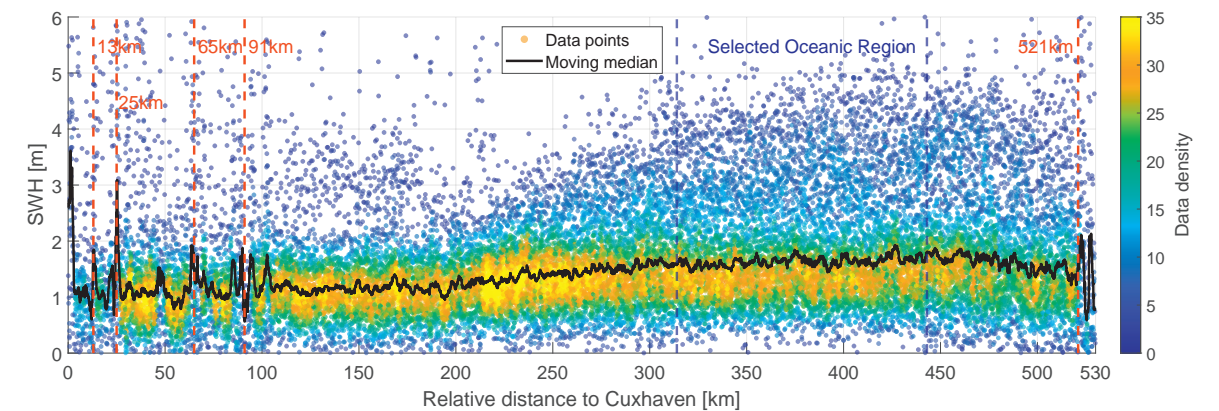 6
5
4
3
2
1
0
SWH [m]
13km
25km
65km
91km
Data points
Moving median
Selected Oceanic Region
521km
0
50
100
150
200
250
300
350
400
450
500
530
Relative distance to Cuxhaven [km]
35
30
25
20
15
10
5
0
Data density